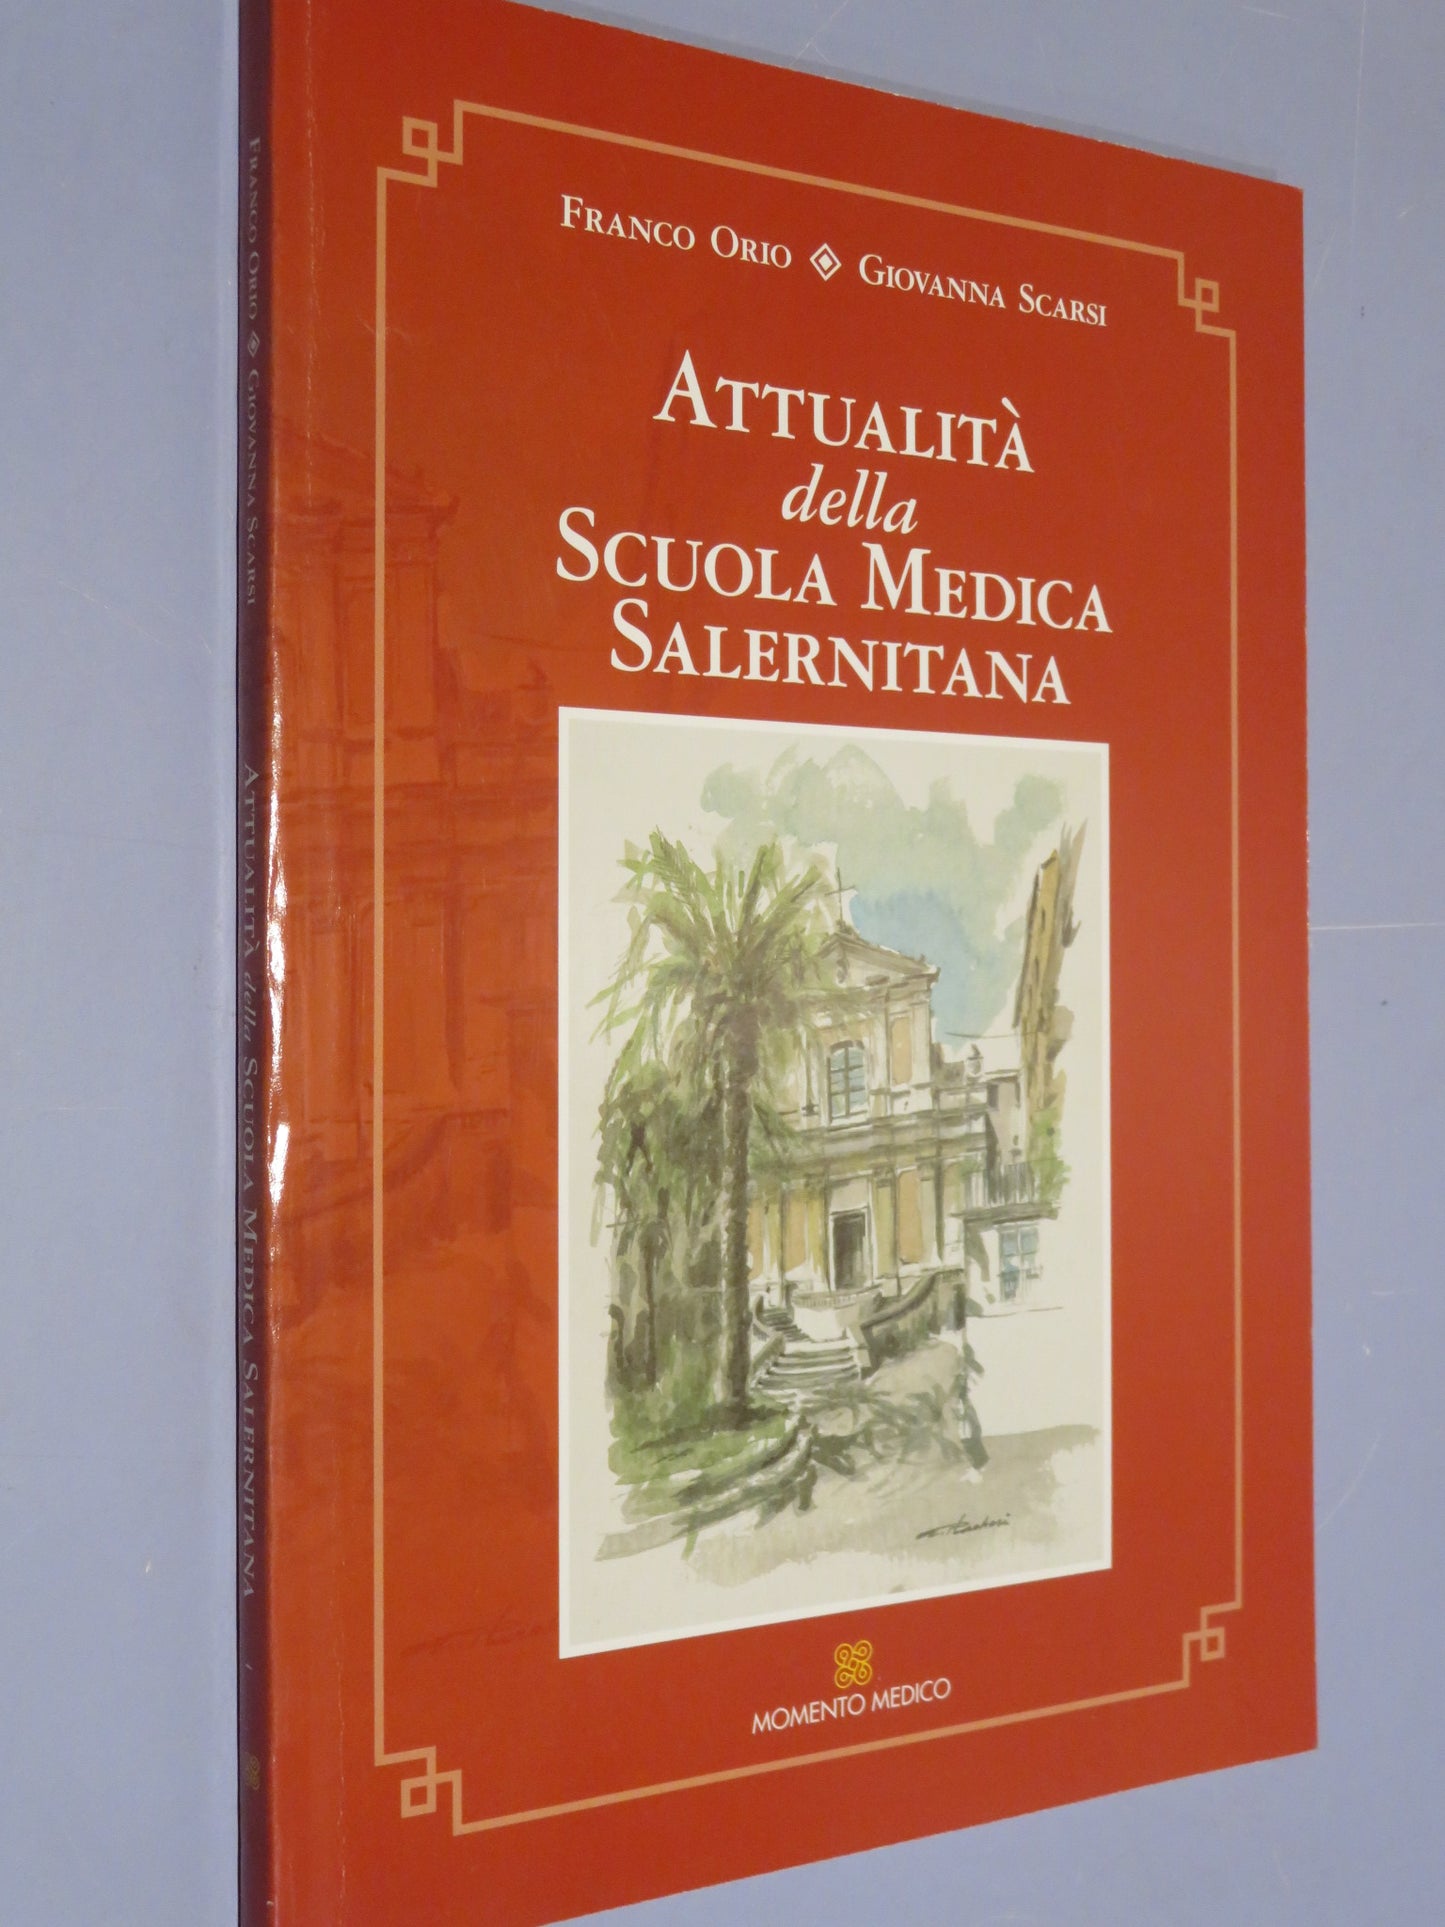 FRANCO ORIO GIOVANNA SCARSI
ATTUALITÀ
della
SCUOLA MEDICA
SALERNITANA
MOMENTO MEDICO
FRANCO ORIO GIOVANNA SCARSI ATTUALITÀ della SCUOLA MEDICA SALERNITANA